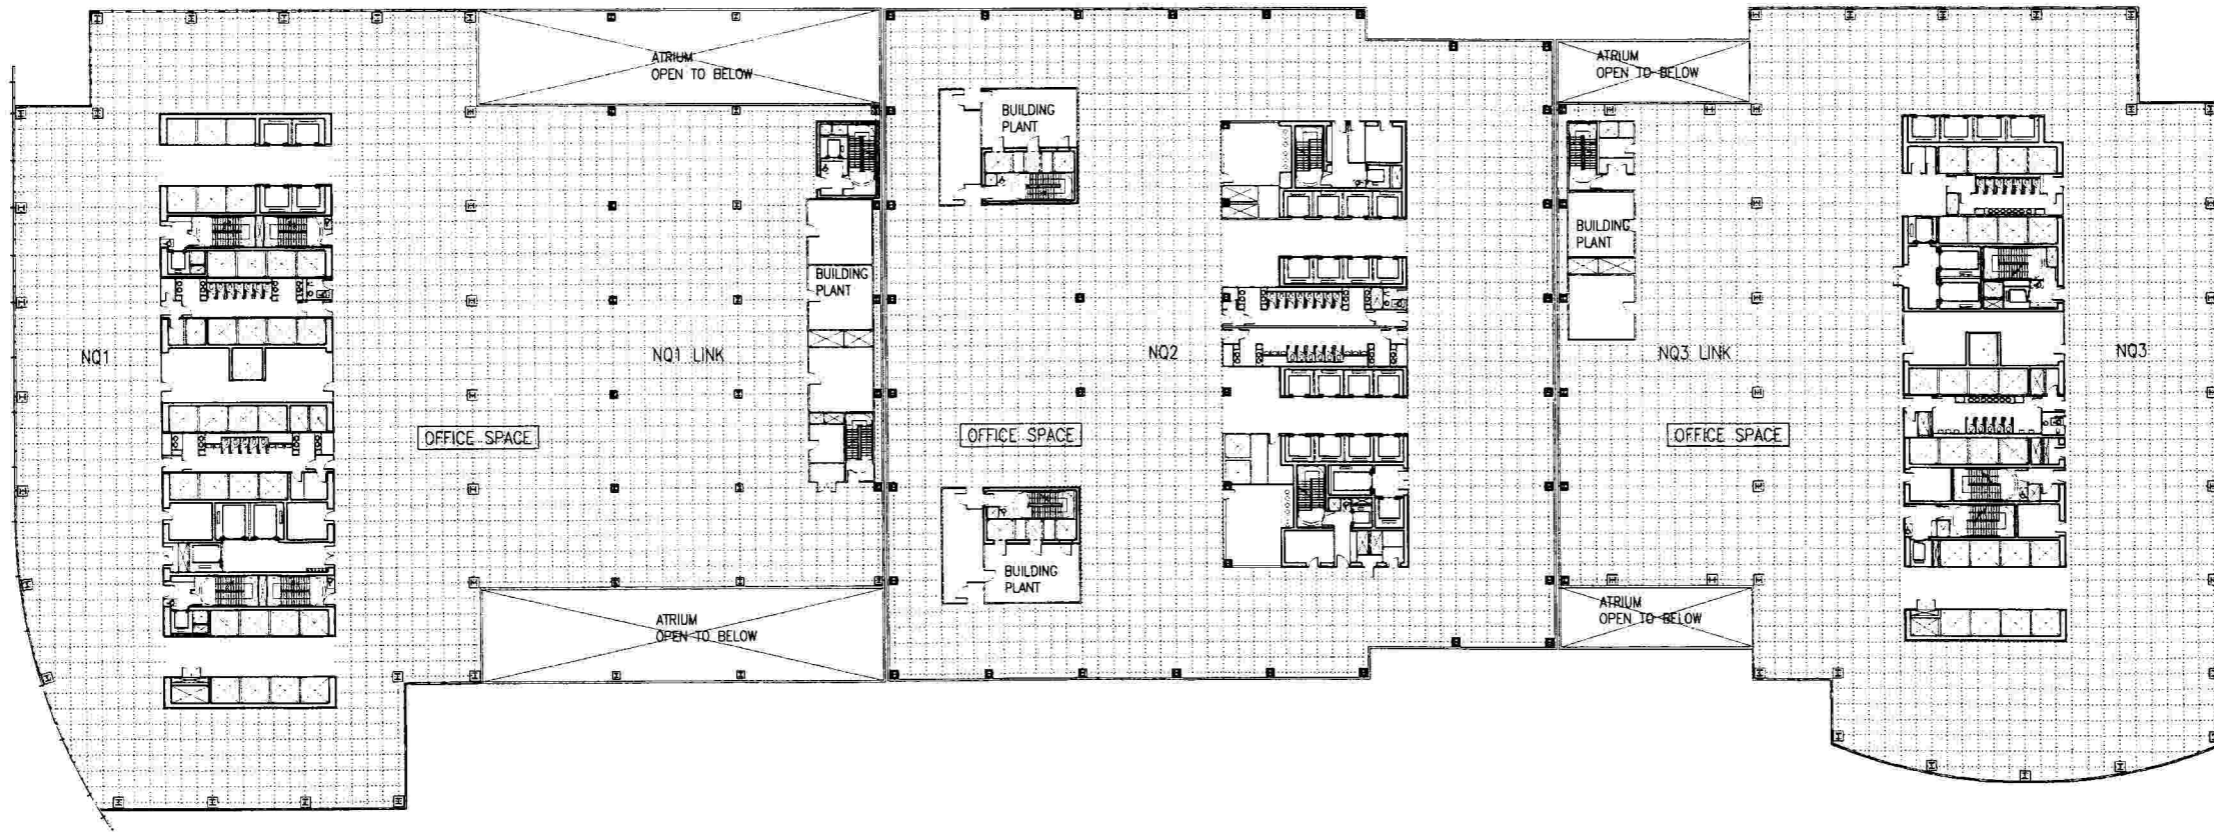 ATRIUM
OPEN TO BELOW
ATRIUM
OPEN TO BELOW
BUILDING
PLANT
BUILDING
PLANT
BUILDING
PLANT
NQ1
NQ1 LINK
NQ2
NQ3 LINK
NQ3
OFFICE SPACE
OFFICE SPACE
OFFICE SPACE
BUILDING
PLANT
ATRIUM
OPEN TO BELOW
ATRIUM
OPEN TO BELOW